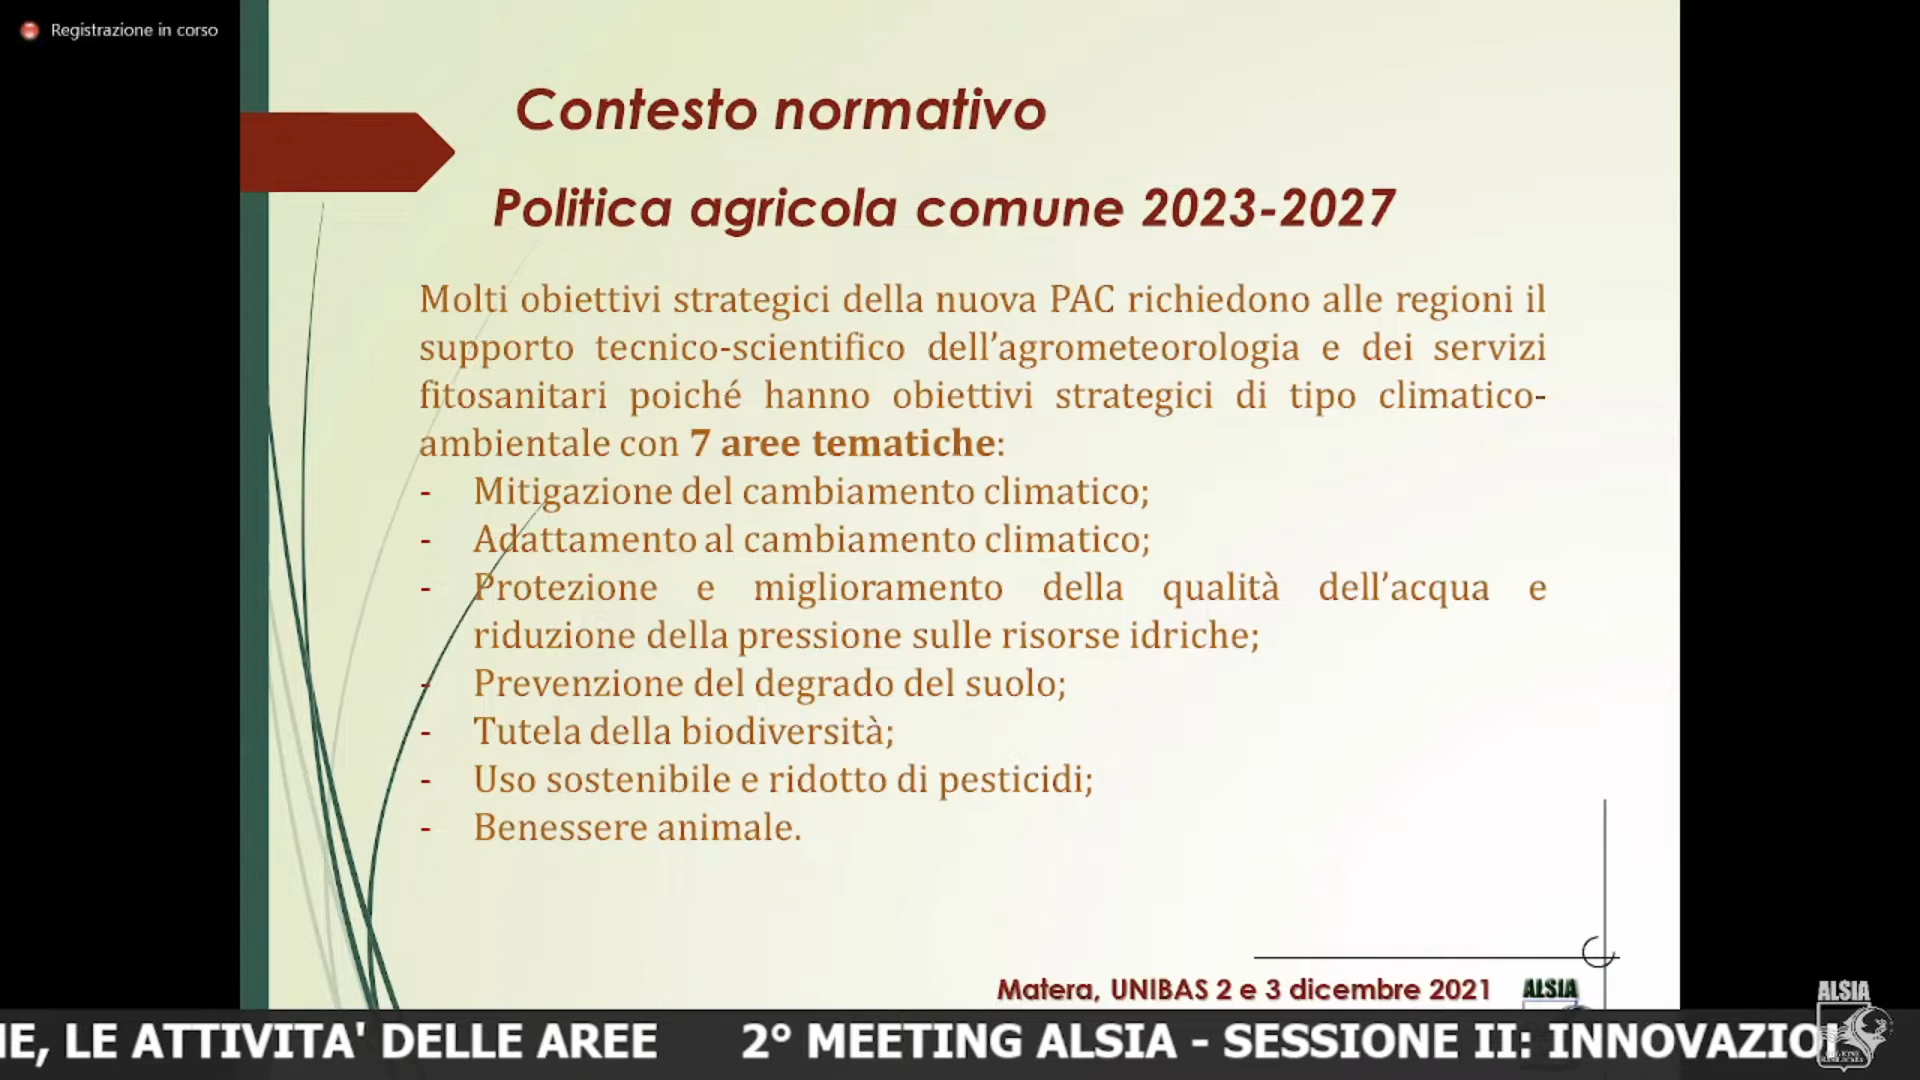 Registrazione in corso
Contesto normativo
Politica agricola comune 2023-2027
Molti obiettivi strategici della nuova PAC richiedono alle regioni il
supporto tecnico-scientifico dell’agrometeorologia e dei servizi
fitosanitari poiché hanno obiettivi strategici di tipo climatico-
ambientale con 7 aree tematiche:
- Mitigazione del cambiamento climatico;
- Adattamento al cambiamento climatico;
- Protezione e miglioramento della qualità dell’acqua e
riduzione della pressione sulle risorse idriche;
- Prevenzione del degrado del suolo;
- Tutela della biodiversità;
- Uso sostenibile e ridotto di pesticidi;
- Benessere animale.
Matera, UNIBAS 2 e 3 dicembre 2021
ALSIA
ALSIA
E, LE ATTIVITA' DELLE AREE 2° MEETING ALSIA - SESSIONE II: INNOVAZIO